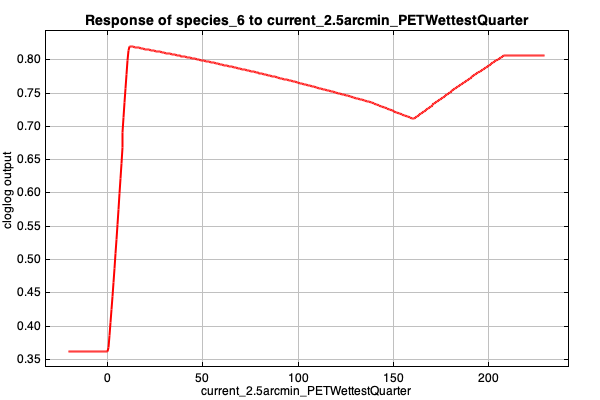 Response of species_6 to current_2.5arcmin_PETWettestQuarter
cloglog output
0.80
0.75
0.70
0.65
0.60
0.55
0.50
0.45
0.40
0.35
0 50 100 150 200
current_2.5arcmin_PETWettestQuarter